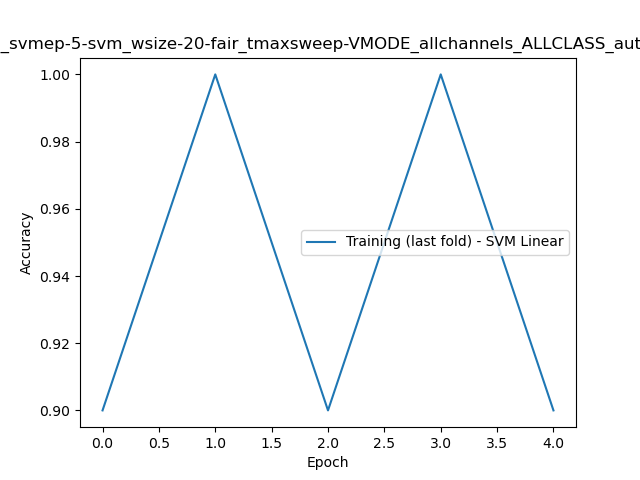 _svmep-5-svm_wsize-20-fair_tmaxsweep-VMODE_allchannels_ALLCLASS_aut
1.00
0.98
0.96
0.94
0.92
0.90
Accuracy
Training (last fold) - SVM Linear
0.0 0.5 1.0 1.5 2.0 2.5 3.0 3.5 4.0
Epoch